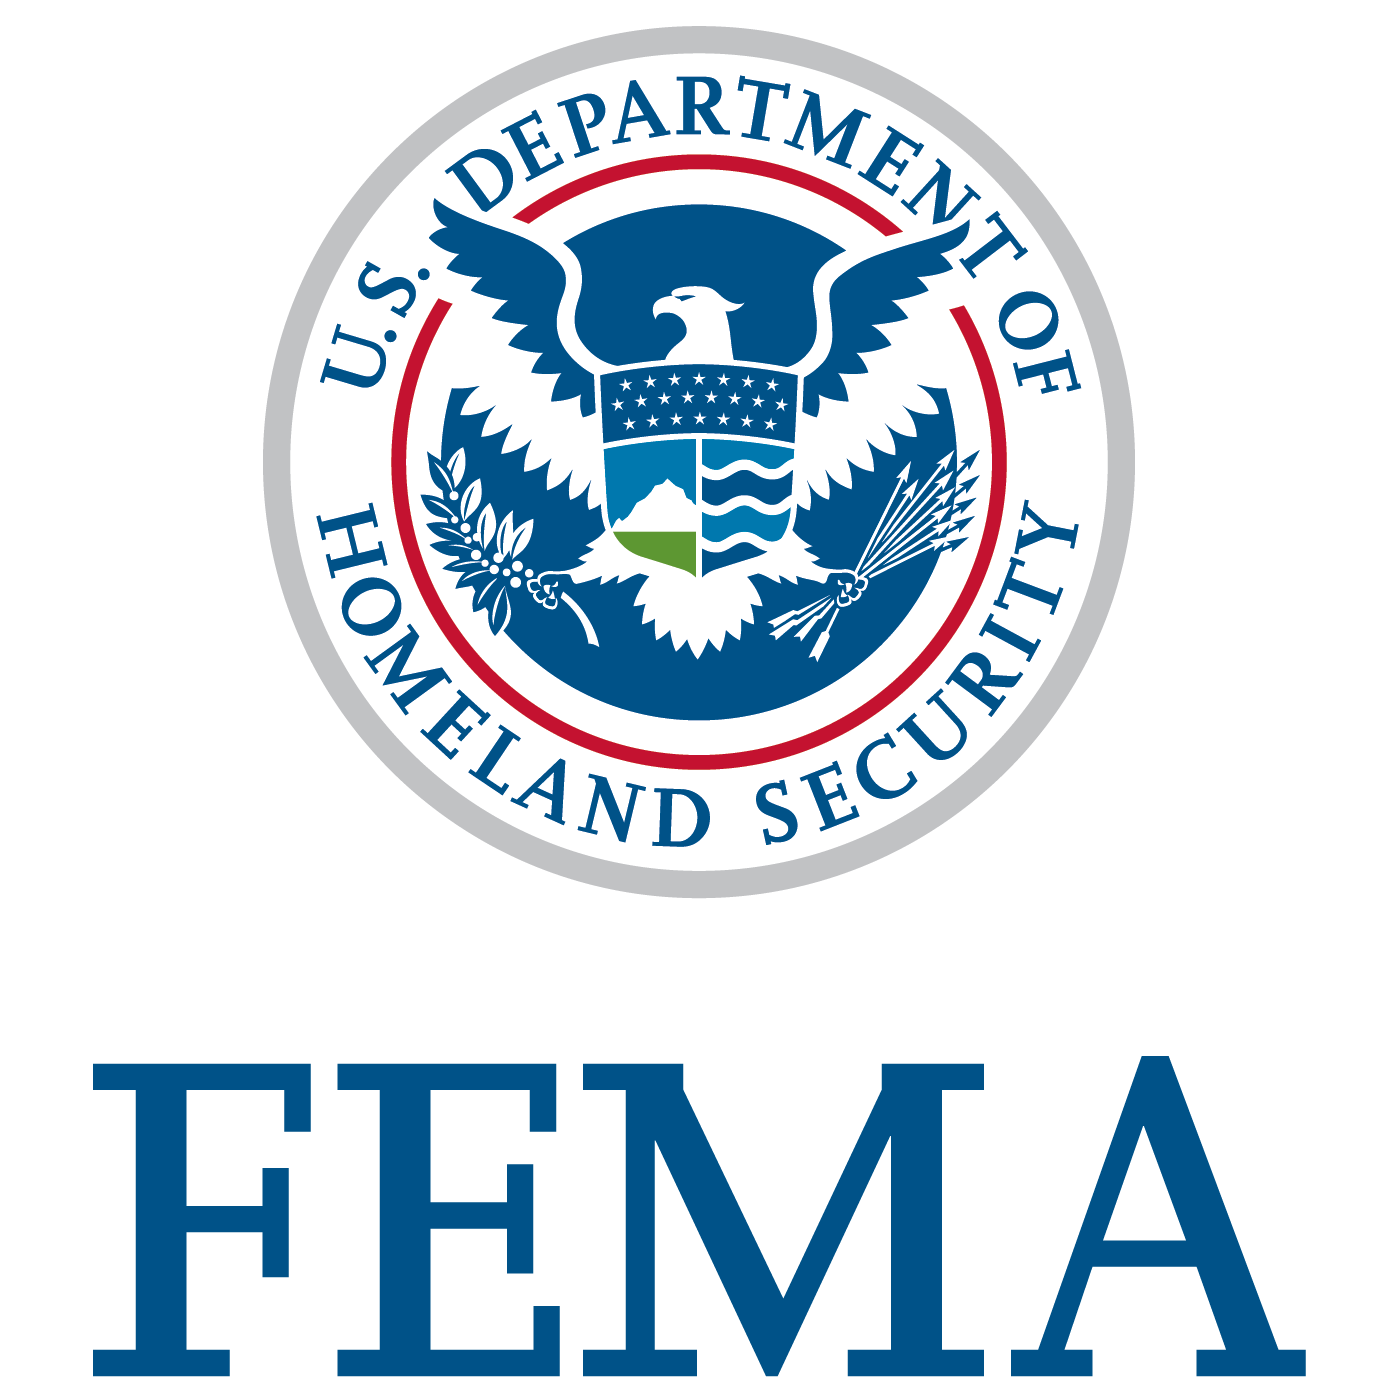 U.S. DEPARTMENT OF
HOMELAND SECURITY
FEMA